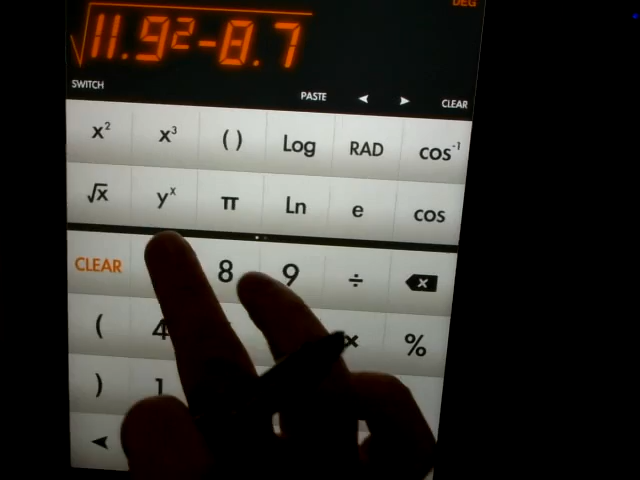 DEG
√11.9²-8.7
SWITCH PASTE ◄ ► CLEAR
x² x³ ( ) Log RAD cos⁻¹
√x yˣ π Ln e cos
CLEAR 8 9 ÷ ⌫
( 4 × %
) 1
◄